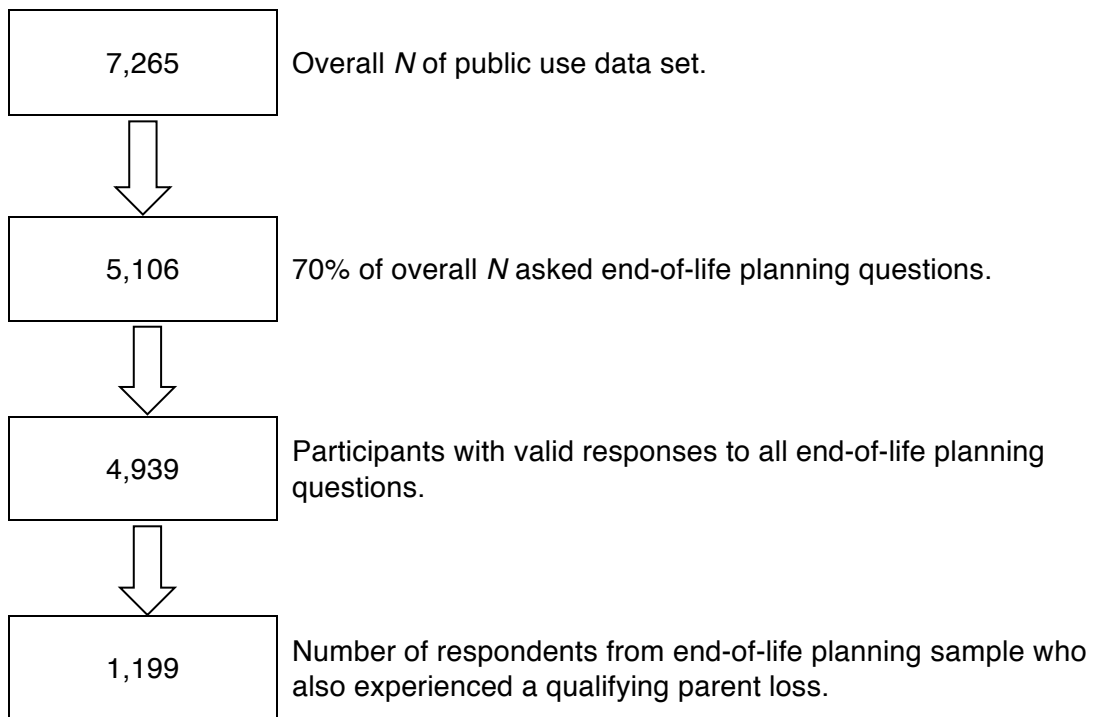 7,265
Overall N of public use data set.
5,106
70% of overall N asked end-of-life planning questions.
4,939
Participants with valid responses to all end-of-life planning
questions.
1,199
Number of respondents from end-of-life planning sample who
also experienced a qualifying parent loss.